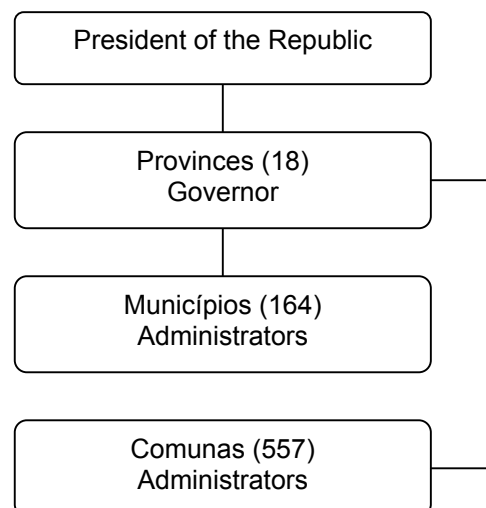 President of the Republic
Provinces (18)
Governor
Municípios (164)
Administrators
Comunas (557)
Administrators